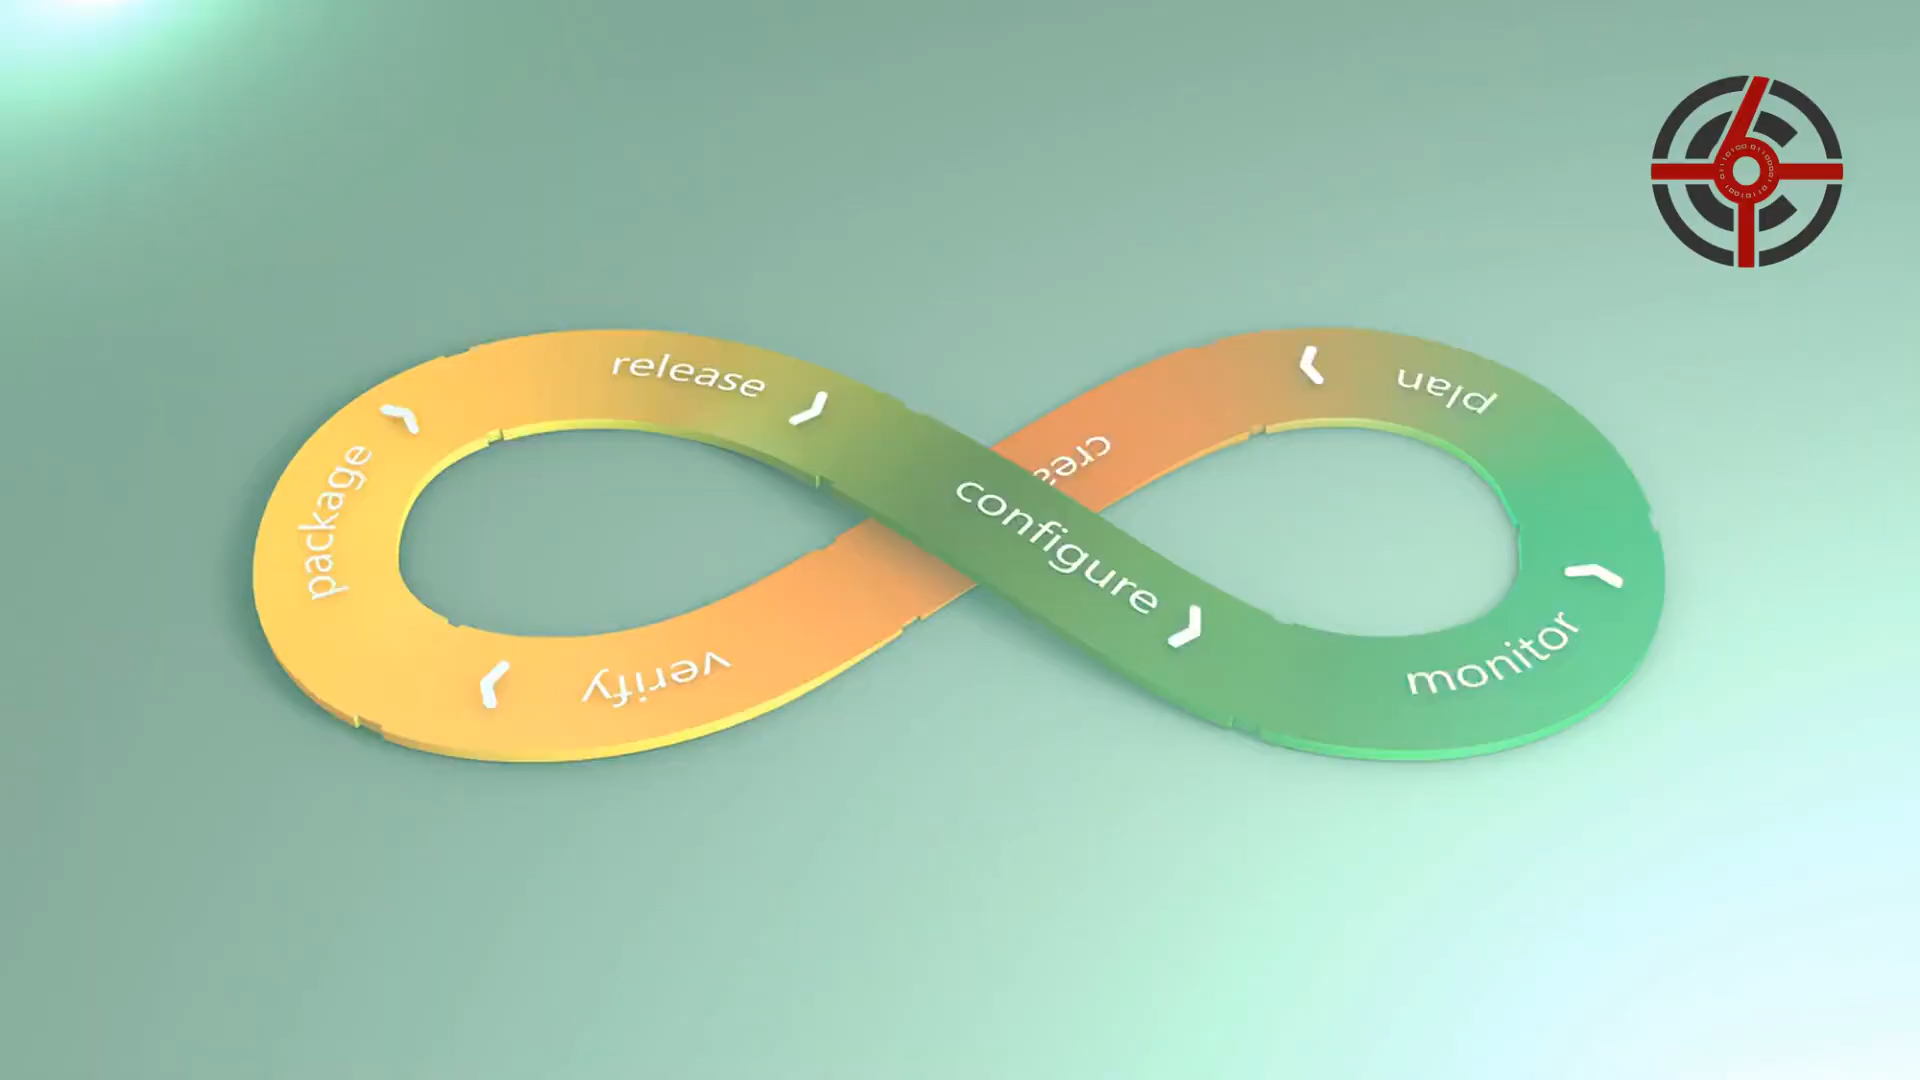 release
plan
package
configure
verify
monitor